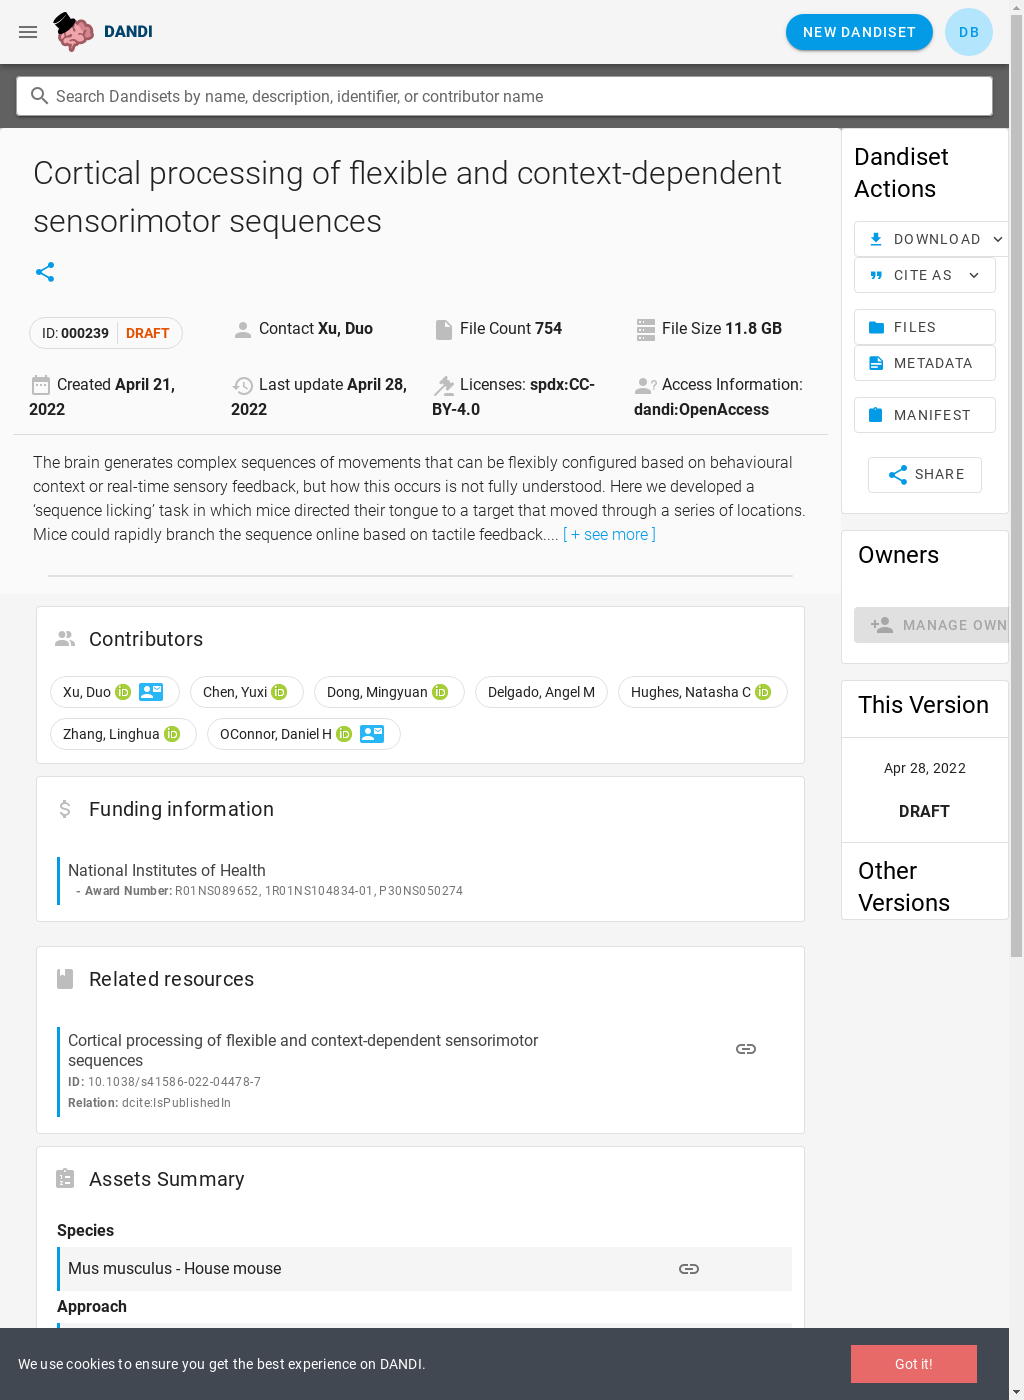 DANDI
NEW DANDISET
DB
Search Dandisets by name, description, identifier, or contributor name
Cortical processing of flexible and context-dependent
sensorimotor sequences
ID: 000239 DRAFT
Contact Xu, Duo
File Count 754
File Size 11.8 GB
Created April 21,
2022
Last update April 28,
2022
Licenses: spdx:CC-
BY-4.0
Access Information:
dandi:OpenAccess
The brain generates complex sequences of movements that can be flexibly configured based on behavioural
context or real-time sensory feedback, but how this occurs is not fully understood. Here we developed a
‘sequence licking’ task in which mice directed their tongue to a target that moved through a series of locations.
Mice could rapidly branch the sequence online based on tactile feedback.... [ + see more ]
Contributors
Xu, Duo
Chen, Yuxi
Dong, Mingyuan
Delgado, Angel M
Hughes, Natasha C
Zhang, Linghua
OConnor, Daniel H
Funding information
National Institutes of Health
- Award Number: R01NS089652, 1R01NS104834-01, P30NS050274
Related resources
Cortical processing of flexible and context-dependent sensorimotor
sequences
ID: 10.1038/s41586-022-04478-7
Relation: dcite:IsPublishedIn
Assets Summary
Species
Mus musculus - House mouse
Approach
Dandiset
Actions
DOWNLOAD
CITE AS
FILES
METADATA
MANIFEST
SHARE
Owners
MANAGE OWN
This Version
Apr 28, 2022
DRAFT
Other
Versions
We use cookies to ensure you get the best experience on DANDI.
Got it!